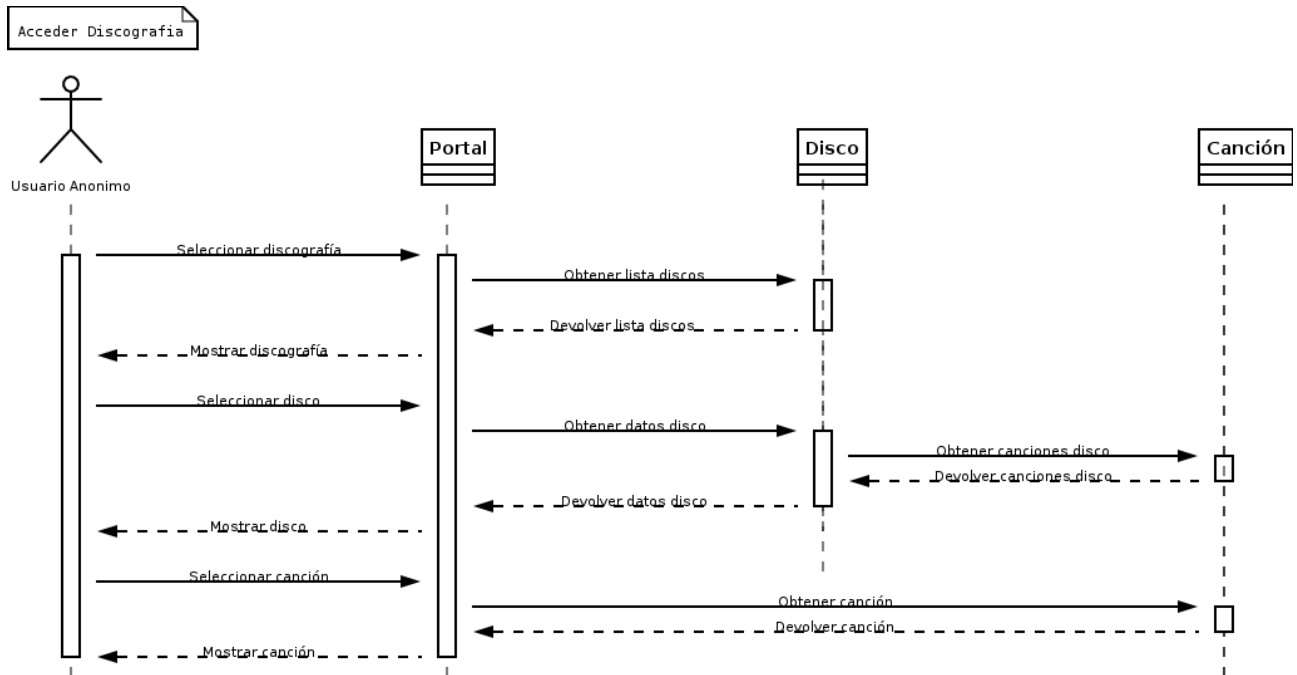 Acceder Discografia
Usuario Anonimo
Portal
Disco
Canción
Seleccionar discografía
Obtener lista discos
Devolver lista discos
Mostrar discografía
Seleccionar disco
Obtener datos disco
Obtener canciones disco
Devolver canciones disco
Devolver datos disco
Mostrar disco
Seleccionar canción
Obtener canción
Devolver canción
Mostrar canción